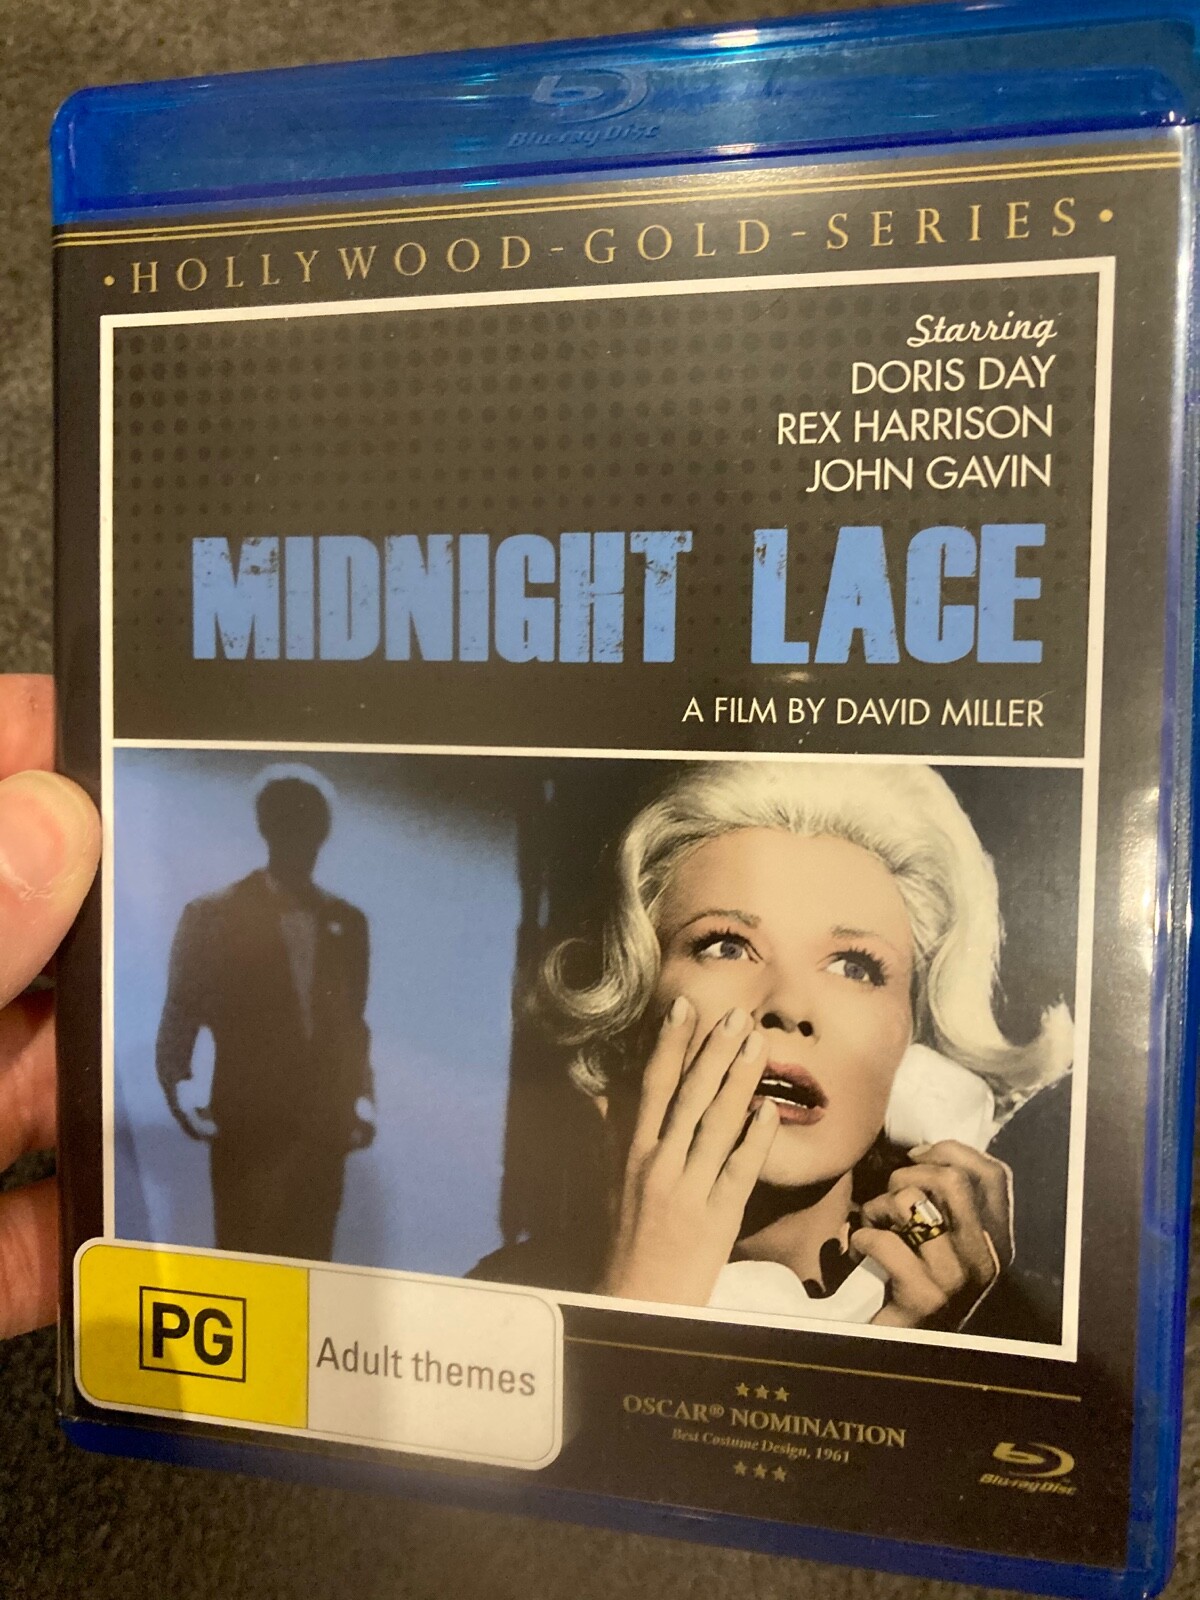 Blu-ray Disc
• HOLLYWOOD - GOLD - SERIES •
Starring
DORIS DAY
REX HARRISON
JOHN GAVIN
MIDNIGHT LACE
A FILM BY DAVID MILLER
PG
Adult themes
OSCAR® NOMINATION
Best Costume Design, 1961
Blu-ray Disc